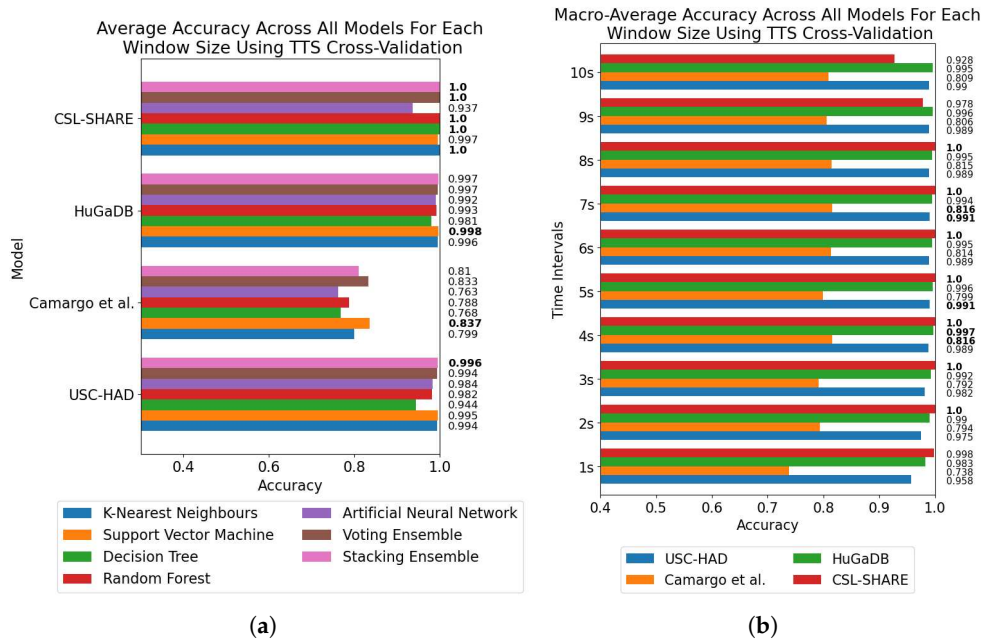 Average Accuracy Across All Models For Each
Window Size Using TTS Cross-Validation
Model
CSL-SHARE
1.0
1.0
0.937
1.0
1.0
0.997
1.0
HuGaDB
0.997
0.997
0.992
0.993
0.981
0.998
0.996
Camargo et al.
0.81
0.833
0.763
0.788
0.768
0.837
0.799
USC-HAD
0.996
0.994
0.984
0.982
0.944
0.995
0.994
0.4 0.6 0.8 1.0
Accuracy
K-Nearest Neighbours
Support Vector Machine
Decision Tree
Random Forest
Artificial Neural Network
Voting Ensemble
Stacking Ensemble
(a)
Macro-Average Accuracy Across All Models For Each
Window Size Using TTS Cross-Validation
Time Intervals
10s
0.928
0.995
0.809
0.99
9s
0.978
0.996
0.806
0.989
8s
1.0
0.995
0.815
0.989
7s
1.0
0.994
0.816
0.991
6s
1.0
0.995
0.814
0.989
5s
1.0
0.996
0.799
0.991
4s
1.0
0.997
0.816
0.989
3s
1.0
0.992
0.792
0.982
2s
1.0
0.99
0.794
0.975
1s
0.998
0.983
0.738
0.958
0.4 0.5 0.6 0.7 0.8 0.9 1.0
Accuracy
USC-HAD
Camargo et al.
HuGaDB
CSL-SHARE
(b)